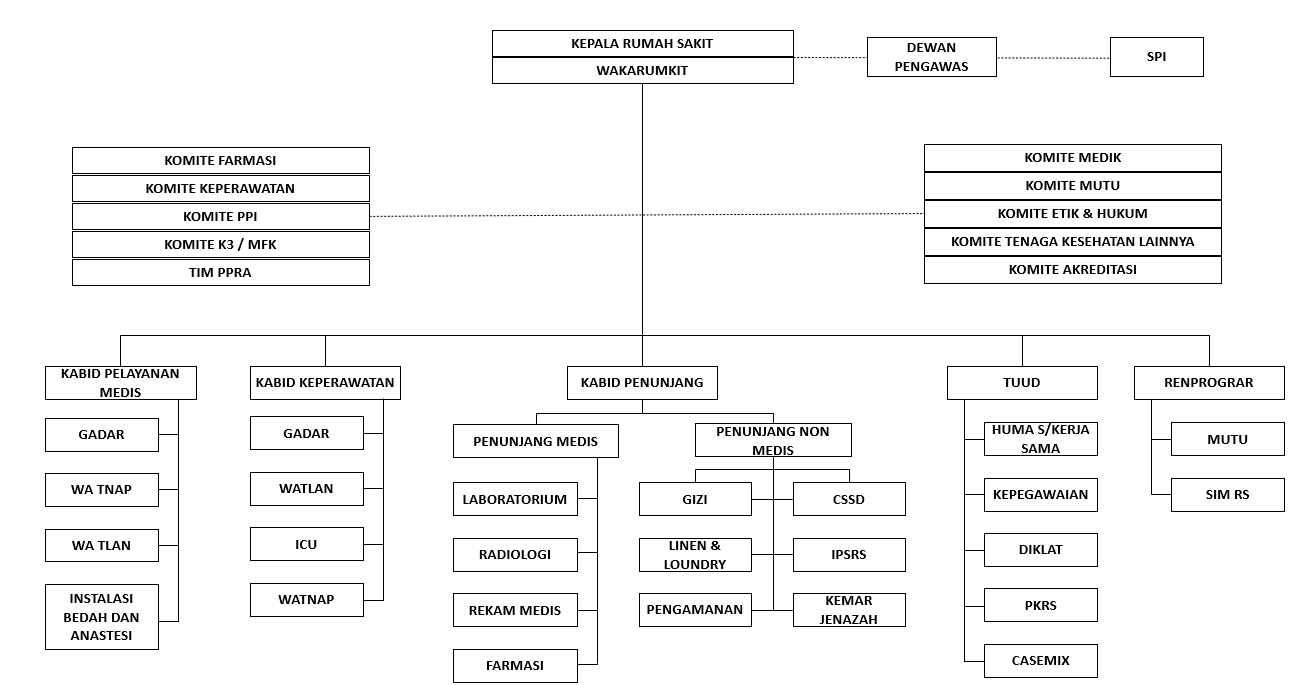 KEPALA RUMAH SAKIT
WAKARUMKIT
DEWAN
PENGAWAS
SPI
KOMITE FARMASI
KOMITE KEPERAWATAN
KOMITE PPI
KOMITE K3 / MFK
TIM PPRA
KOMITE MEDIK
KOMITE MUTU
KOMITE ETIK & HUKUM
KOMITE TENAGA KESEHATAN LAINNYA
KOMITE AKREDITASI
KABID PELAYANAN
MEDIS
GADAR
WA TNAP
WA TLAN
INSTALASI
BEDAH DAN
ANASTESI
KABID KEPERAWATAN
GADAR
WATLAN
ICU
WATNAP
KABID PENUNJANG
PENUNJANG MEDIS
LABORATORIUM
RADIOLOGI
REKAM MEDIS
FARMASI
PENUNJANG NON
MEDIS
GIZI
CSSD
LINEN &
LOUNDRY
IPSRS
PENGAMANAN
KEMAR
JENAZAH
TUUD
HUMA S/KERJA
SAMA
KEPEGAWAIAN
DIKLAT
PKRS
CASEMIX
RENPROGRAR
MUTU
SIM RS